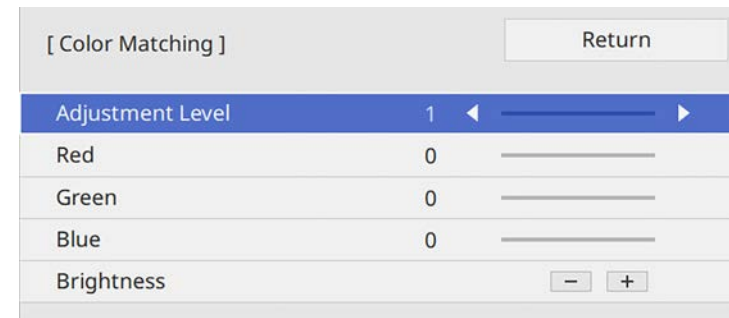 [ Color Matching ] Return
Adjustment Level 1
Red 0
Green 0
Blue 0
Brightness − +